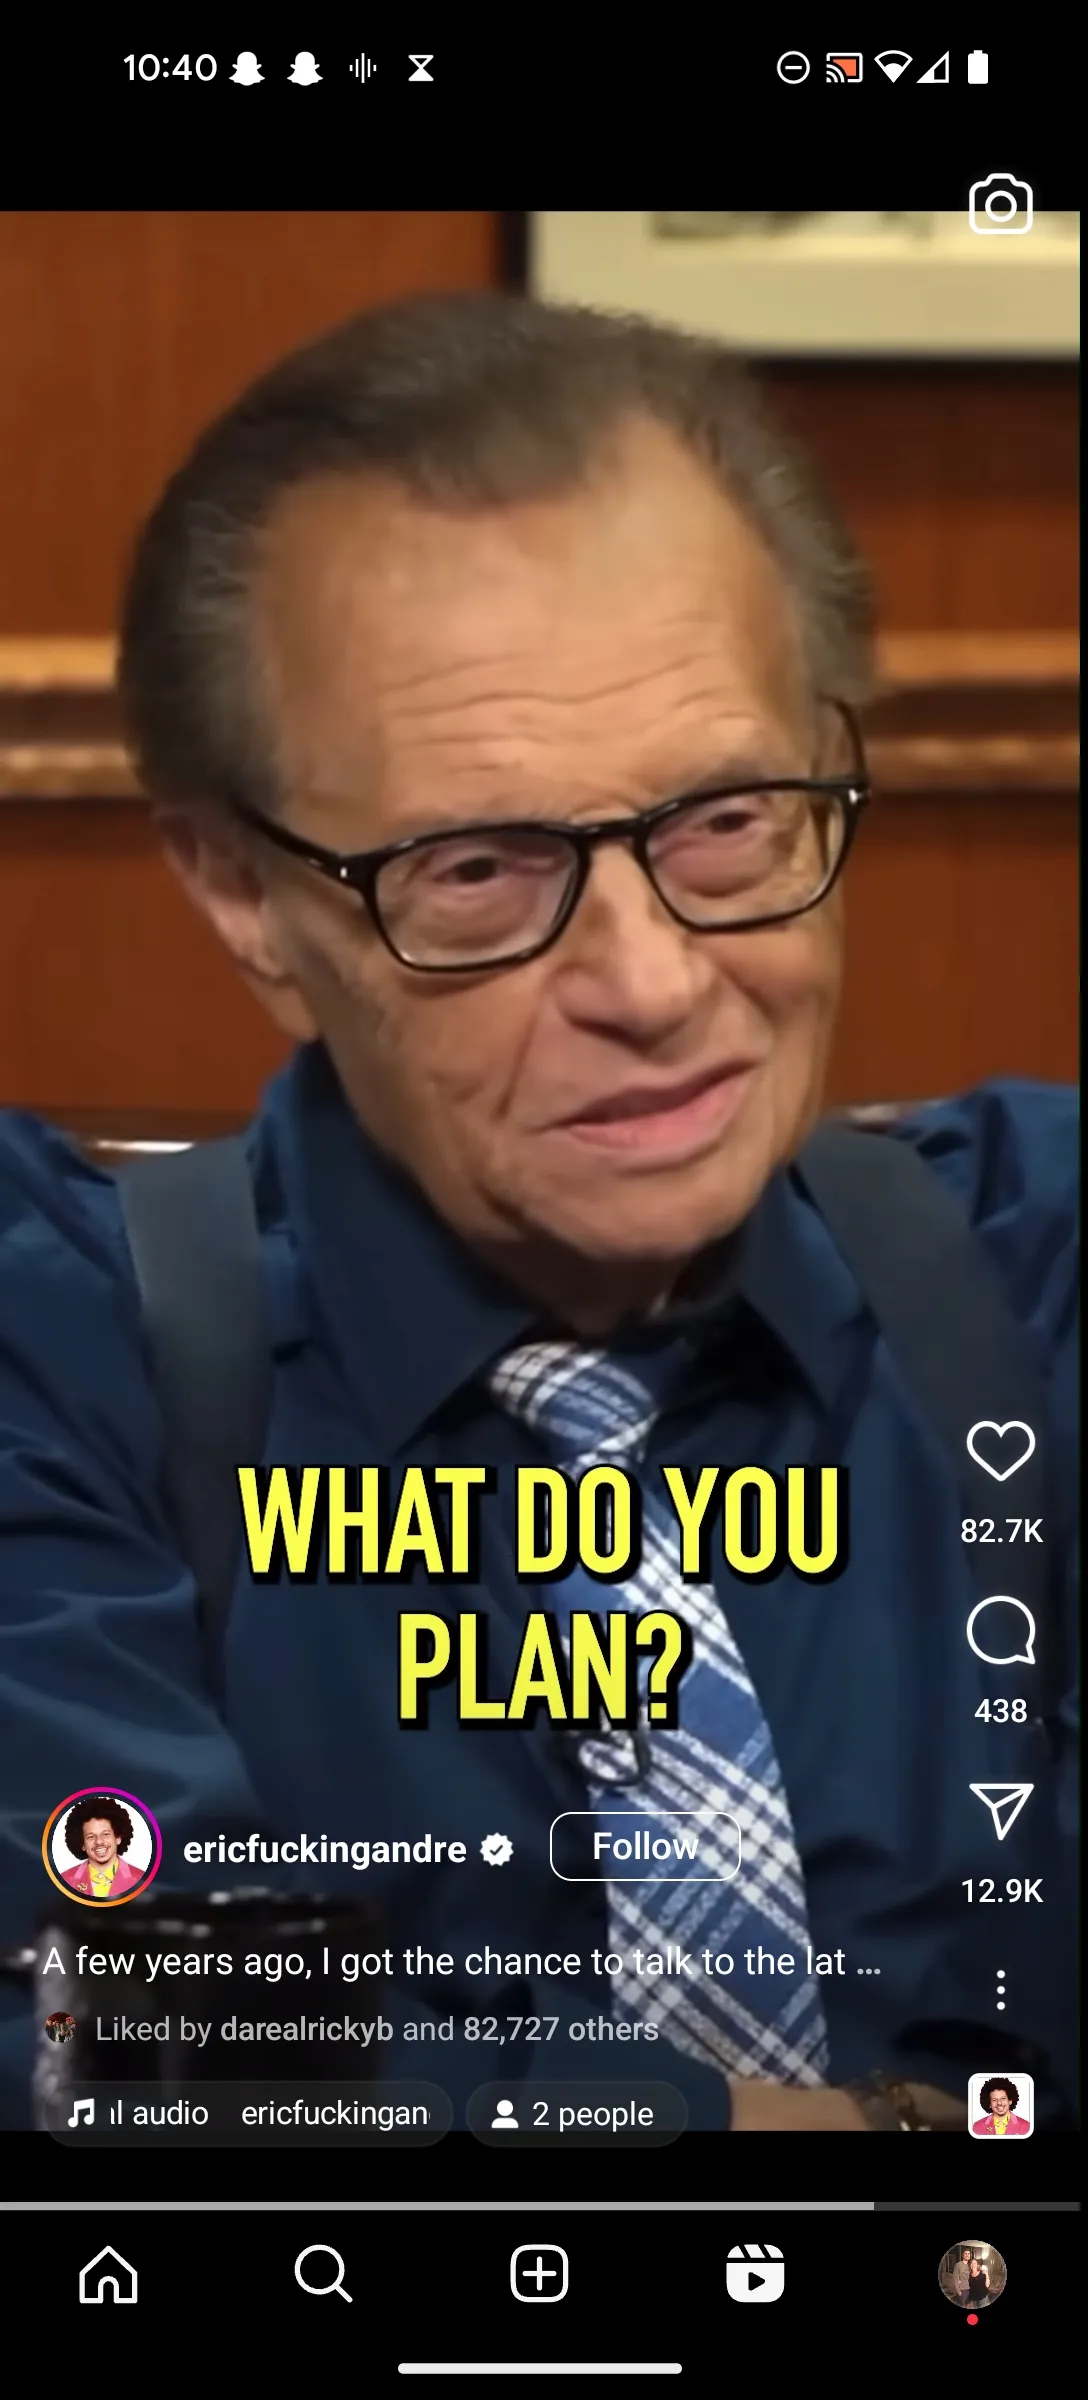 10:40
WHAT DO YOU
PLAN?
82.7K
438
12.9K
ericfuckingandre
Follow
A few years ago, I got the chance to talk to the lat ...
Liked by darealrickyb and 82,727 others
al audio ericfuckingan
2 people